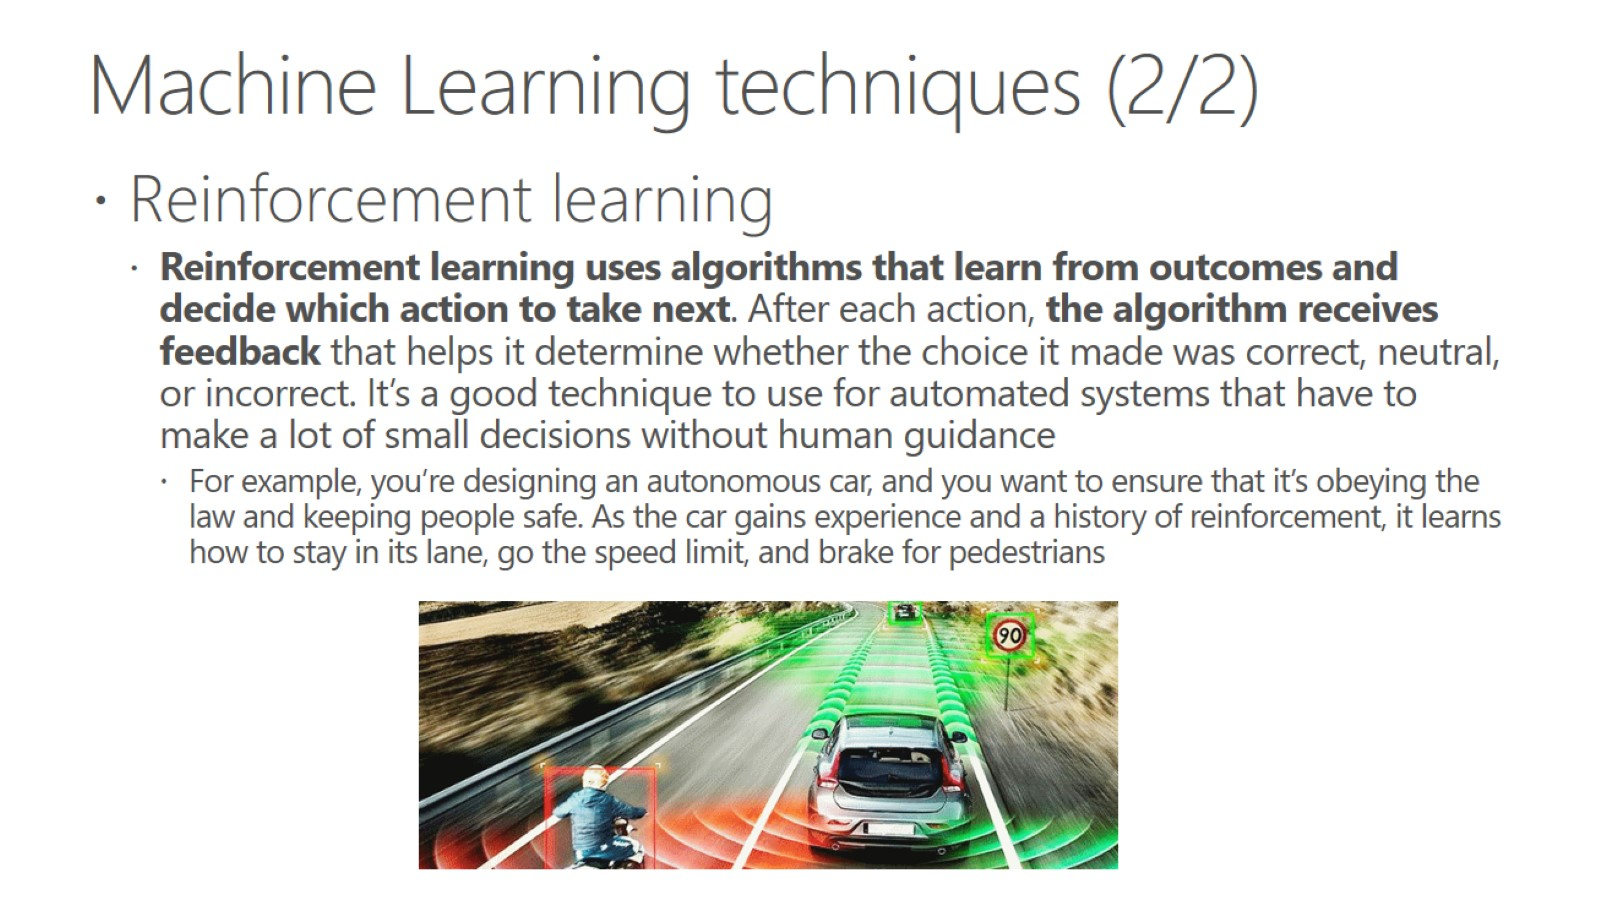 Machine Learning techniques (2/2)
· Reinforcement learning
· Reinforcement learning uses algorithms that learn from outcomes and
decide which action to take next. After each action, the algorithm receives
feedback that helps it determine whether the choice it made was correct, neutral,
or incorrect. It’s a good technique to use for automated systems that have to
make a lot of small decisions without human guidance
· For example, you’re designing an autonomous car, and you want to ensure that it’s obeying the
law and keeping people safe. As the car gains experience and a history of reinforcement, it learns
how to stay in its lane, go the speed limit, and brake for pedestrians
90